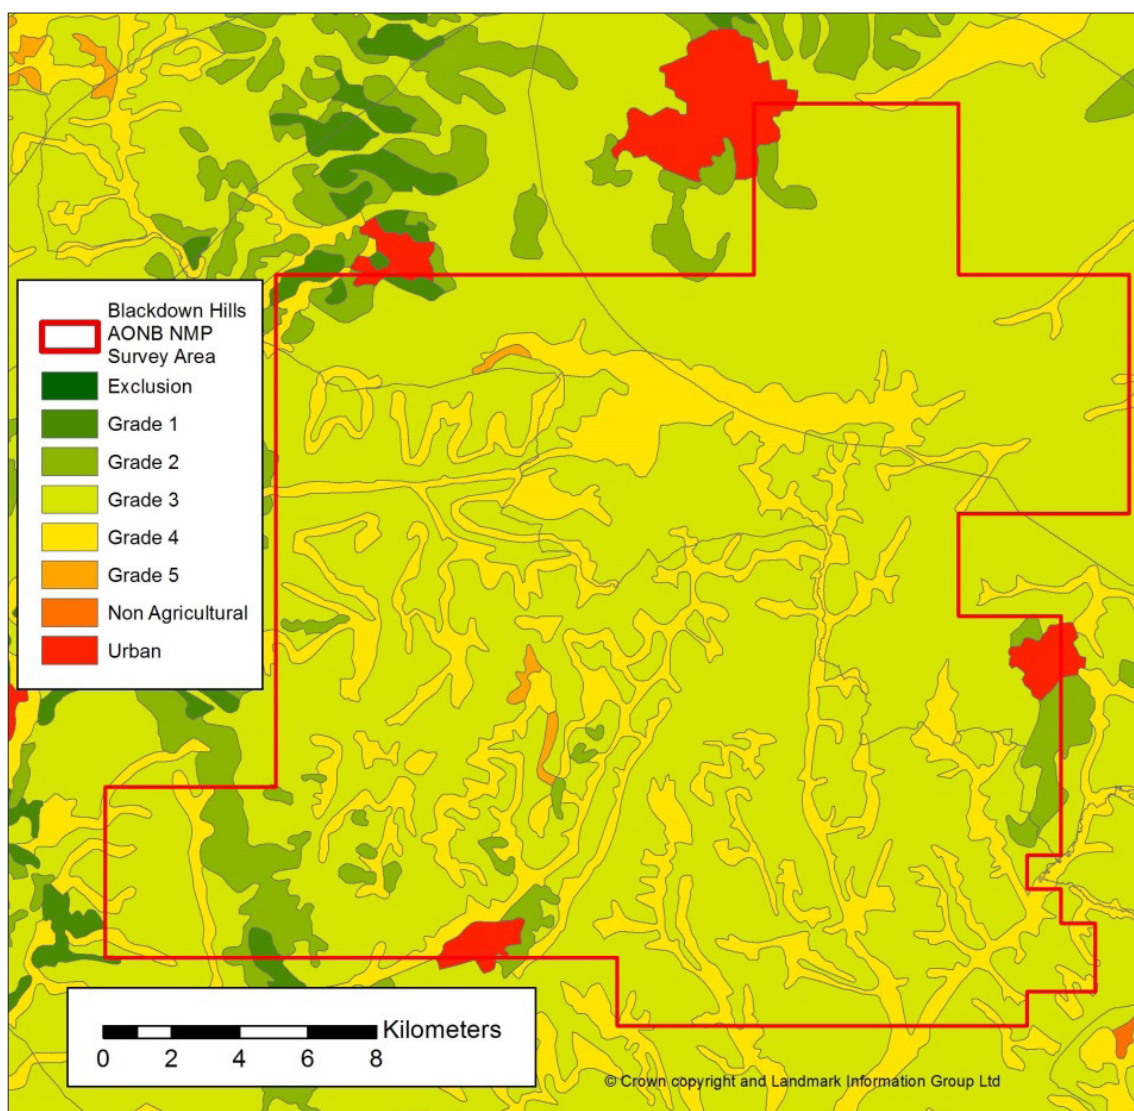 Blackdown Hills
AONB NMP
Survey Area
Exclusion
Grade 1
Grade 2
Grade 3
Grade 4
Grade 5
Non Agricultural
Urban
Kilometers
0 2 4 6 8
© Crown copyright and Landmark Information Group Ltd